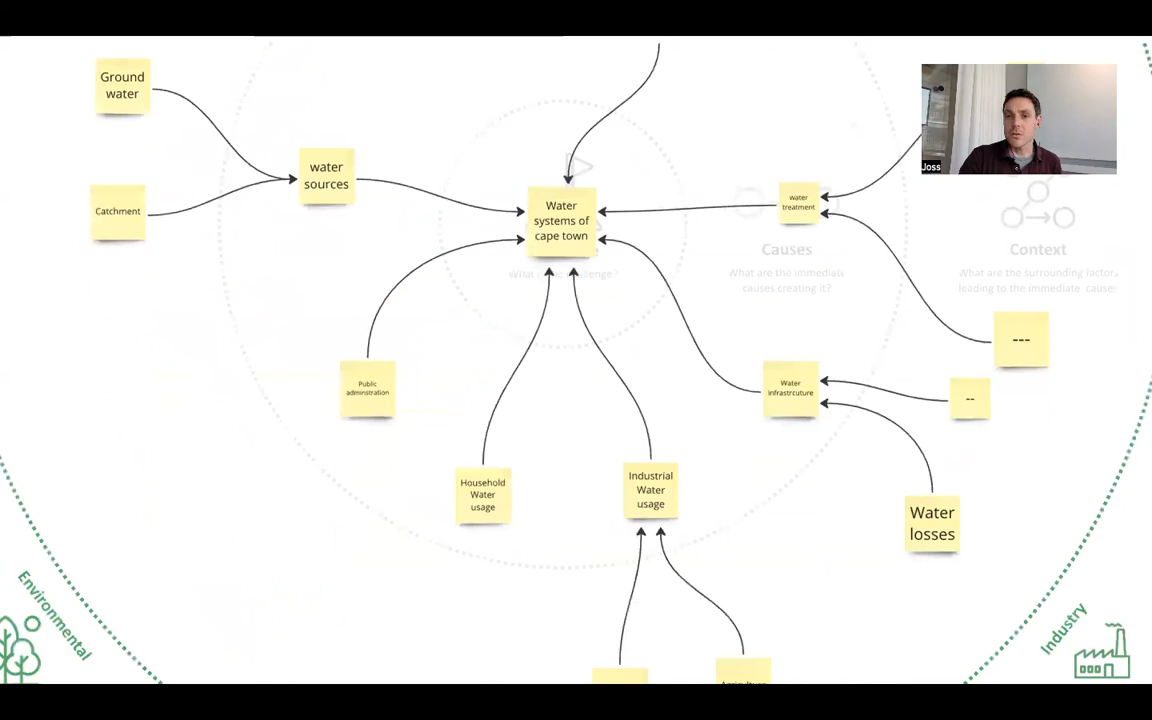 Ground
water
Joss
water
sources
Catchment
Water
systems of
cape town
water
treatment
Causes
What are the immediate
causes creating it?
Context
What are the surrounding factors
leading to the immediate cause
---
Public
adminstration
Water
infrastrcuture
--
Household
Water
usage
Industrial
Water
usage
Water
losses
Environmental
Industry